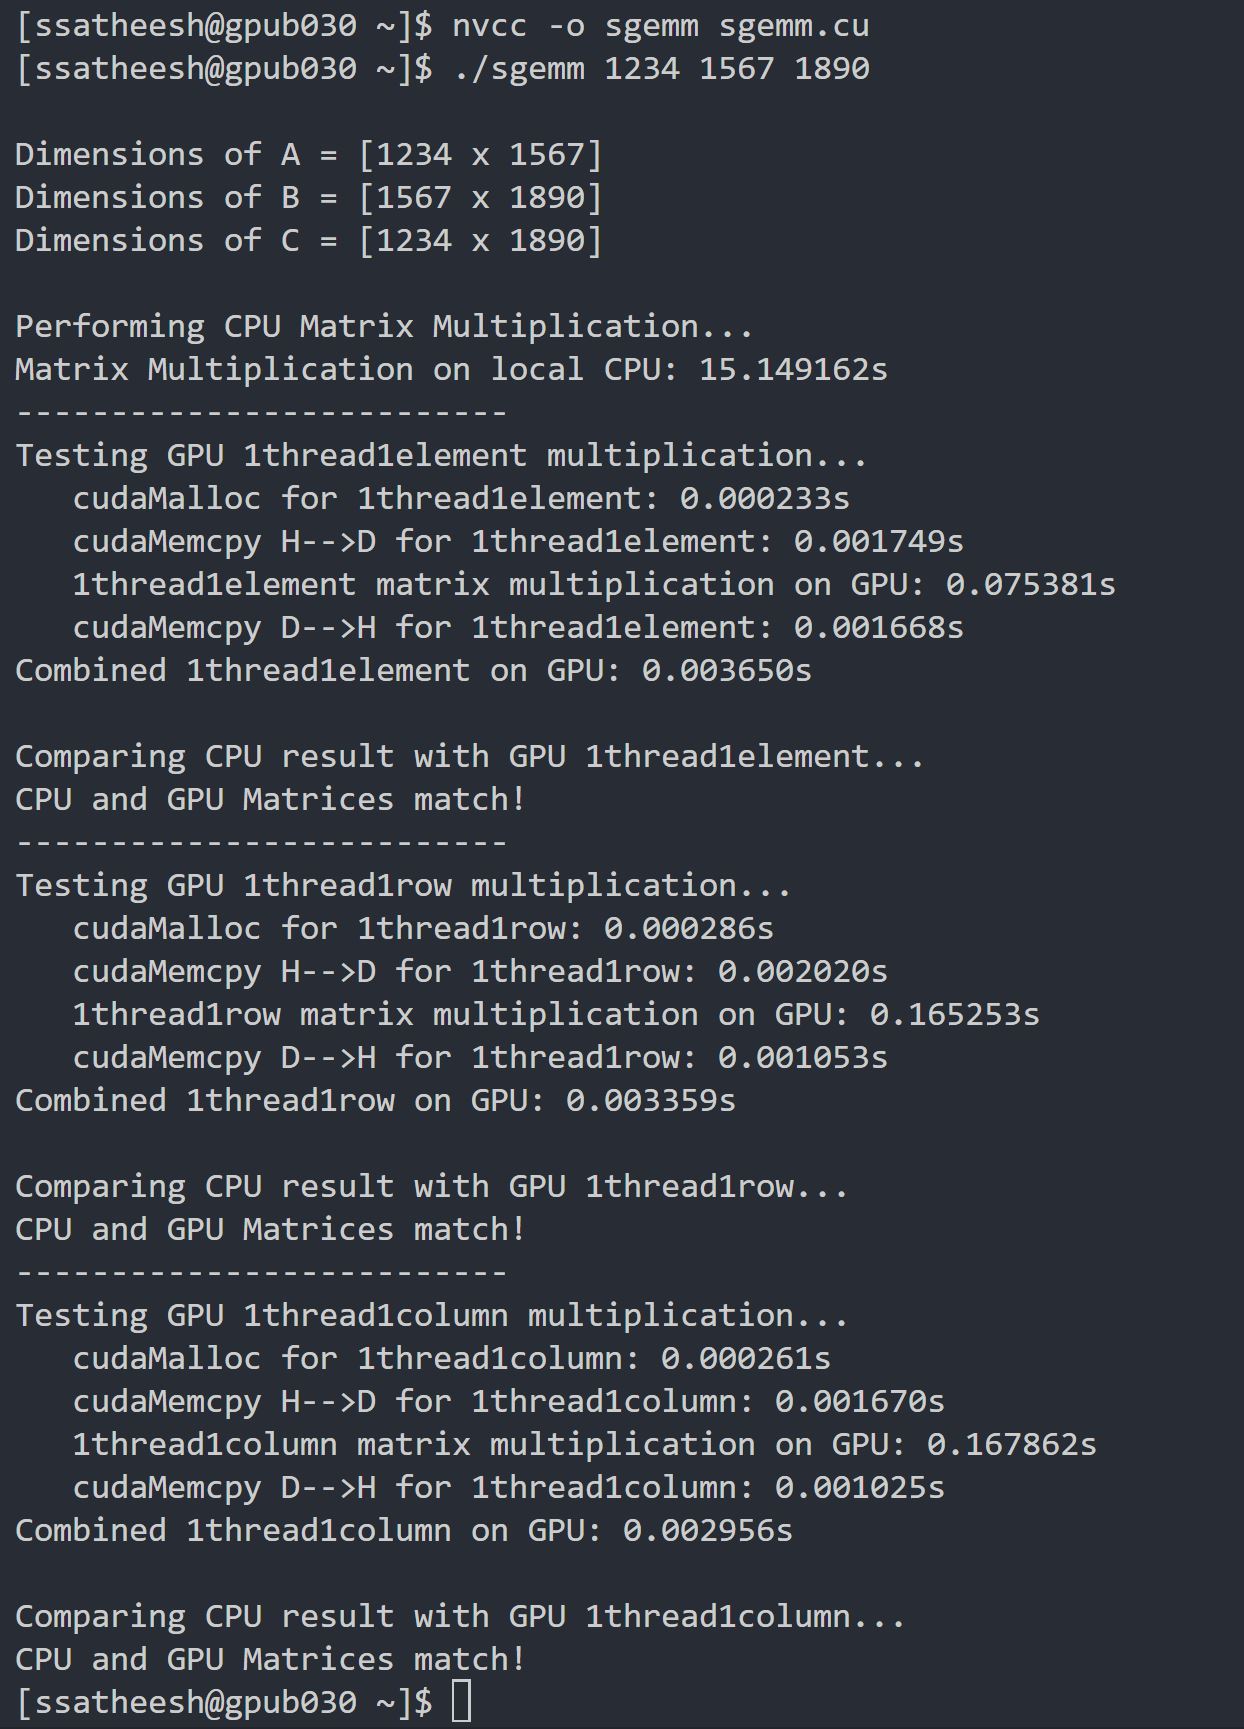 [ssatheesh@gpub030 ~]$ nvcc -o sgemm sgemm.cu
[ssatheesh@gpub030 ~]$ ./sgemm 1234 1567 1890
Dimensions of A = [1234 x 1567]
Dimensions of B = [1567 x 1890]
Dimensions of C = [1234 x 1890]
Performing CPU Matrix Multiplication...
Matrix Multiplication on local CPU: 15.149162s
--------------------------
Testing GPU 1thread1element multiplication...
   cudaMalloc for 1thread1element: 0.000233s
   cudaMemcpy H-->D for 1thread1element: 0.001749s
   1thread1element matrix multiplication on GPU: 0.075381s
   cudaMemcpy D-->H for 1thread1element: 0.001668s
Combined 1thread1element on GPU: 0.003650s
Comparing CPU result with GPU 1thread1element...
CPU and GPU Matrices match!
--------------------------
Testing GPU 1thread1row multiplication...
   cudaMalloc for 1thread1row: 0.000286s
   cudaMemcpy H-->D for 1thread1row: 0.002020s
   1thread1row matrix multiplication on GPU: 0.165253s
   cudaMemcpy D-->H for 1thread1row: 0.001053s
Combined 1thread1row on GPU: 0.003359s
Comparing CPU result with GPU 1thread1row...
CPU and GPU Matrices match!
--------------------------
Testing GPU 1thread1column multiplication...
   cudaMalloc for 1thread1column: 0.000261s
   cudaMemcpy H-->D for 1thread1column: 0.001670s
   1thread1column matrix multiplication on GPU: 0.167862s
   cudaMemcpy D-->H for 1thread1column: 0.001025s
Combined 1thread1column on GPU: 0.002956s
Comparing CPU result with GPU 1thread1column...
CPU and GPU Matrices match!
[ssatheesh@gpub030 ~]$